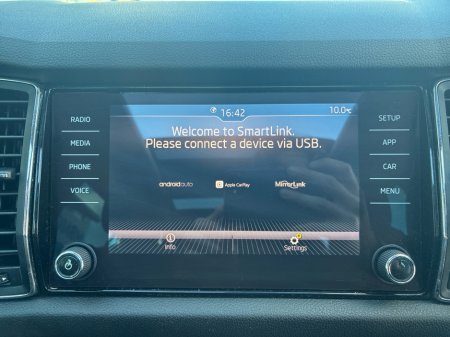 16:42
10.0°C
RADIO
MEDIA
PHONE
VOICE
Welcome to SmartLink.
Please connect a device via USB.
androidauto
Apple CarPlay
MirrorLink
Info
Settings
SETUP
APP
CAR
MENU